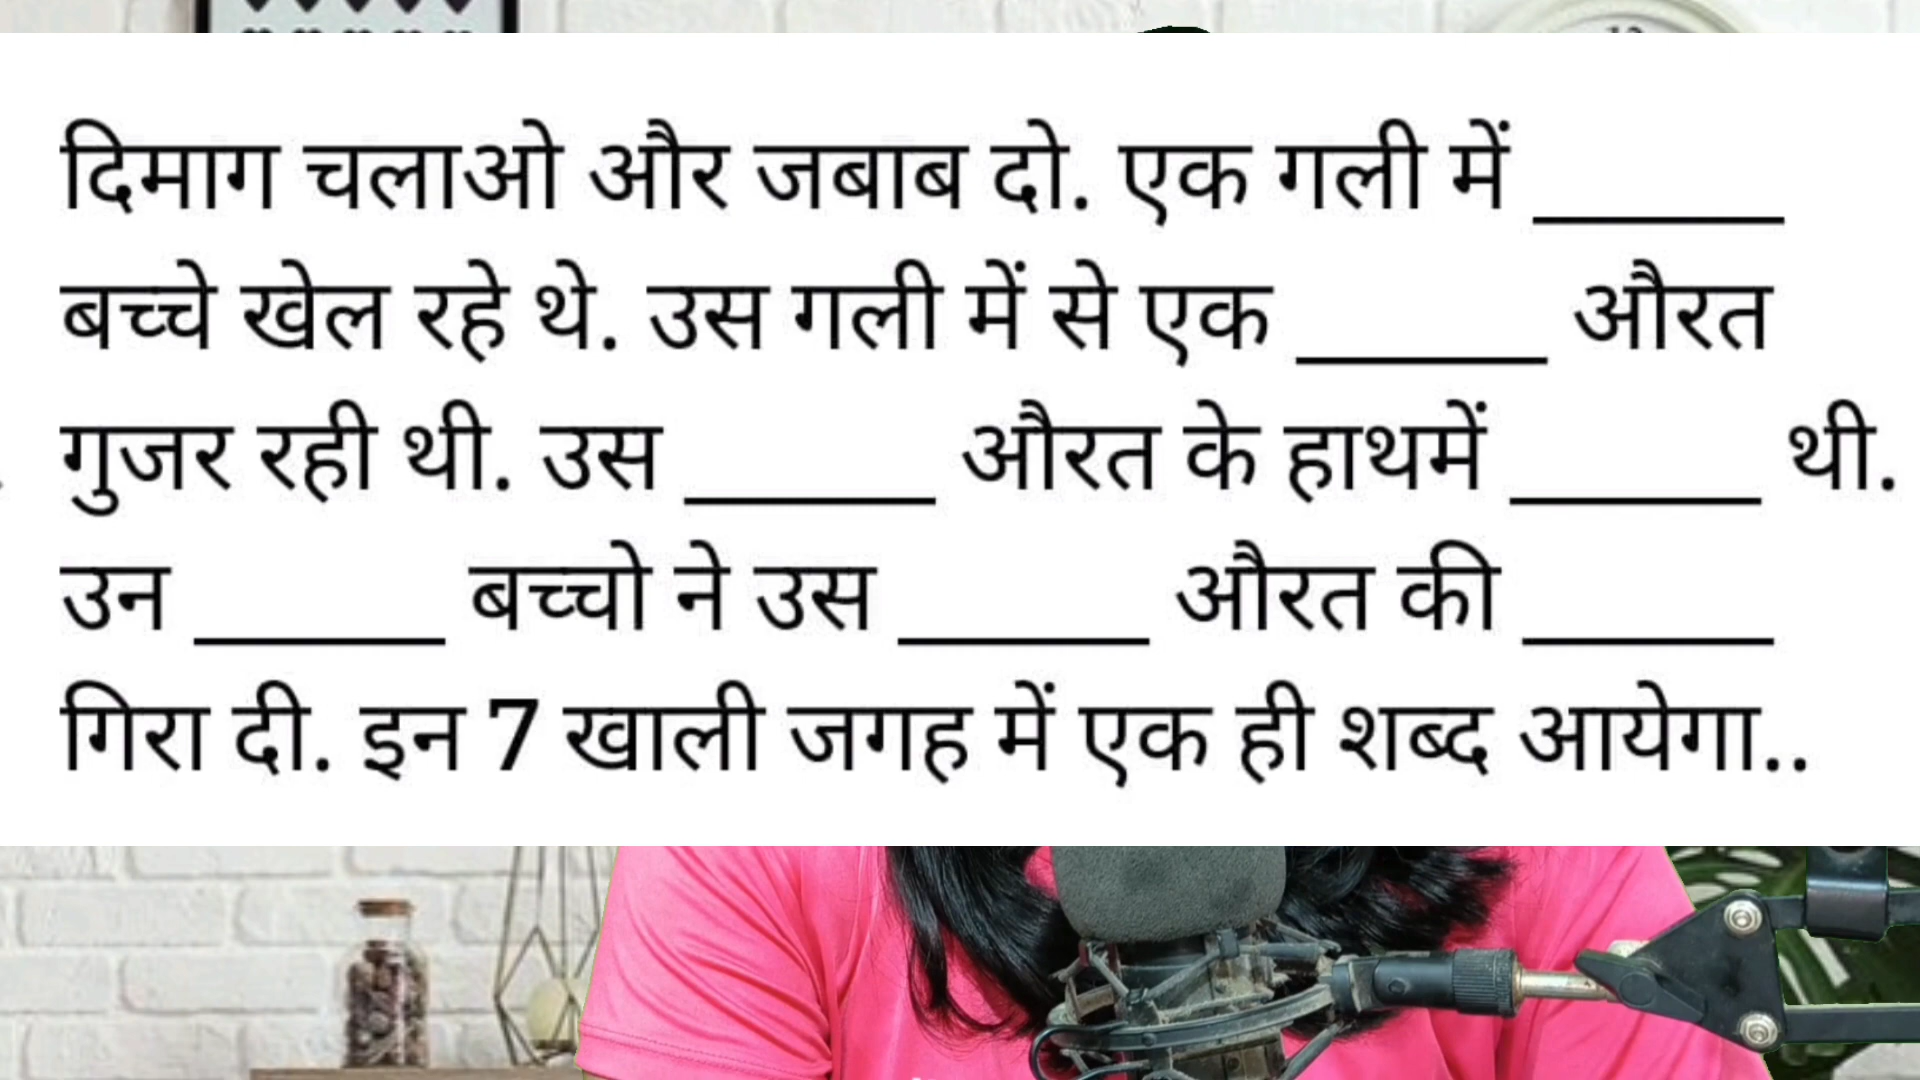 दिमाग चलाओ और जबाब दो. एक गली में ______
बच्चे खेल रहे थे. उस गली में से एक ______ औरत
गुजर रही थी. उस ______ औरत के हाथमें ______ थी.
उन ______ बच्चो ने उस ______ औरत की ______
गिरा दी. इन 7 खाली जगह में एक ही शब्द आयेगा..